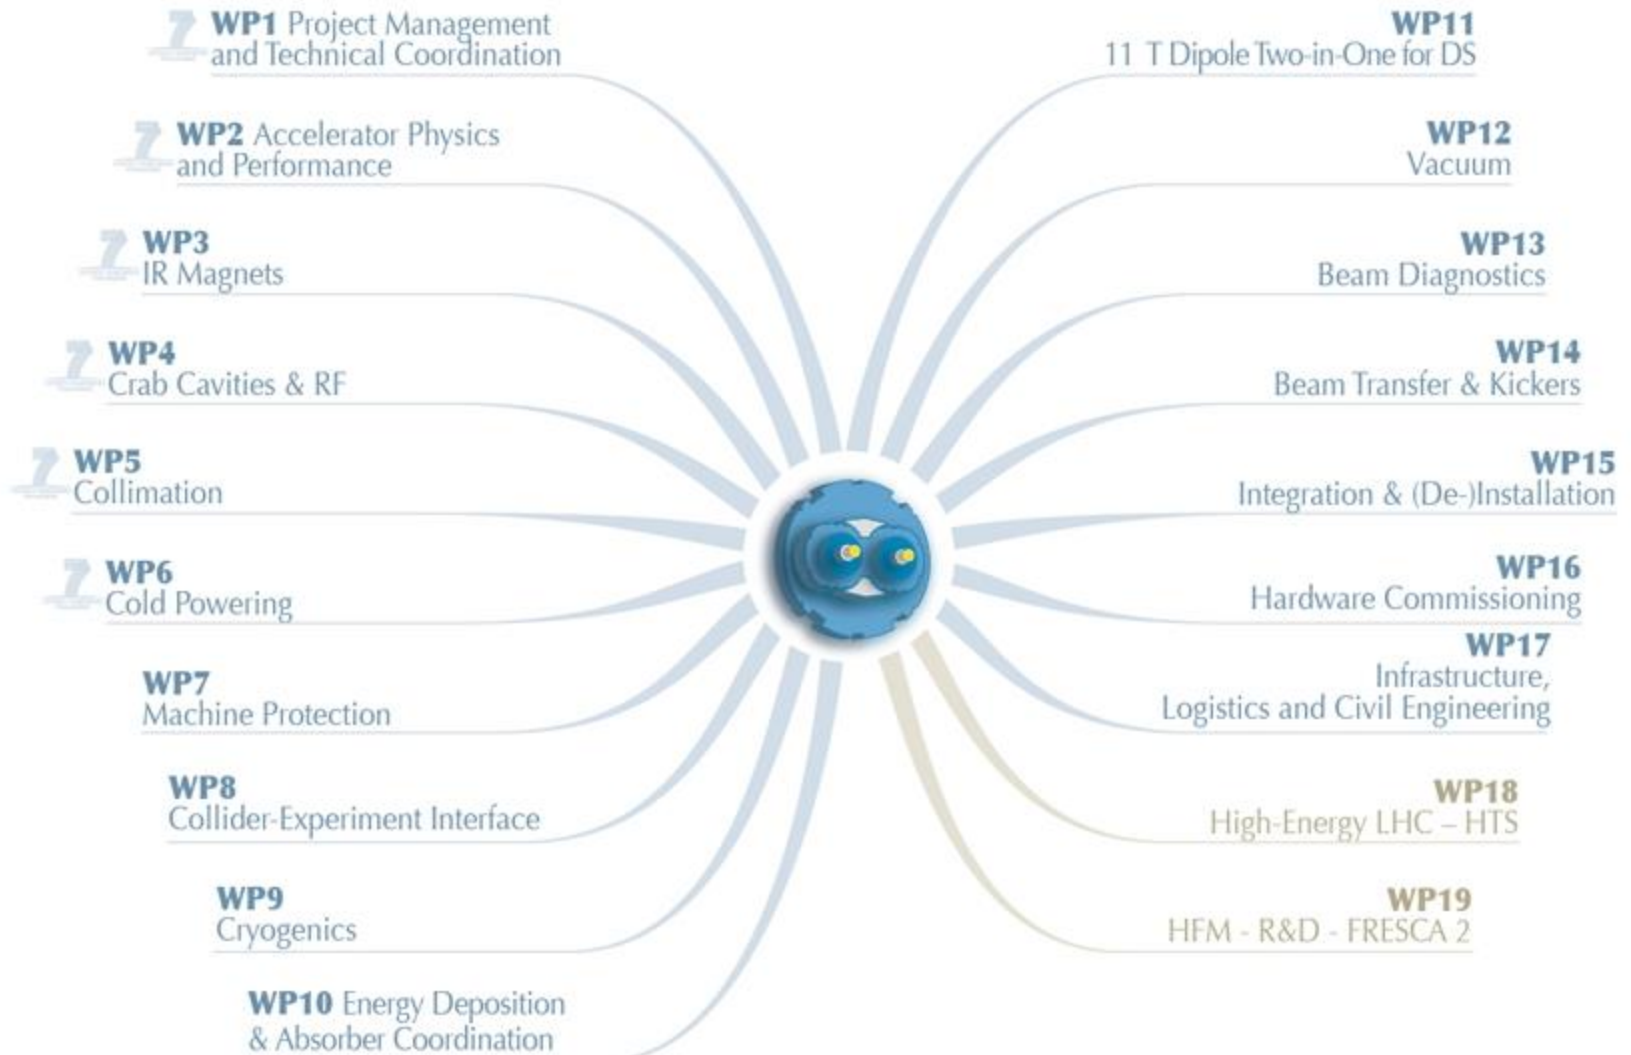 WP1 Project Management
and Technical Coordination
WP2 Accelerator Physics
and Performance
WP3
IR Magnets
WP4
Crab Cavities & RF
WP5
Collimation
WP6
Cold Powering
WP7
Machine Protection
WP8
Collider-Experiment Interface
WP9
Cryogenics
WP10 Energy Deposition
& Absorber Coordination
WP11
11 T Dipole Two-in-One for DS
WP12
Vacuum
WP13
Beam Diagnostics
WP14
Beam Transfer & Kickers
WP15
Integration & (De-)Installation
WP16
Hardware Commissioning
WP17
Infrastructure,
Logistics and Civil Engineering
WP18
High-Energy LHC – HTS
WP19
HFM - R&D - FRESCA 2